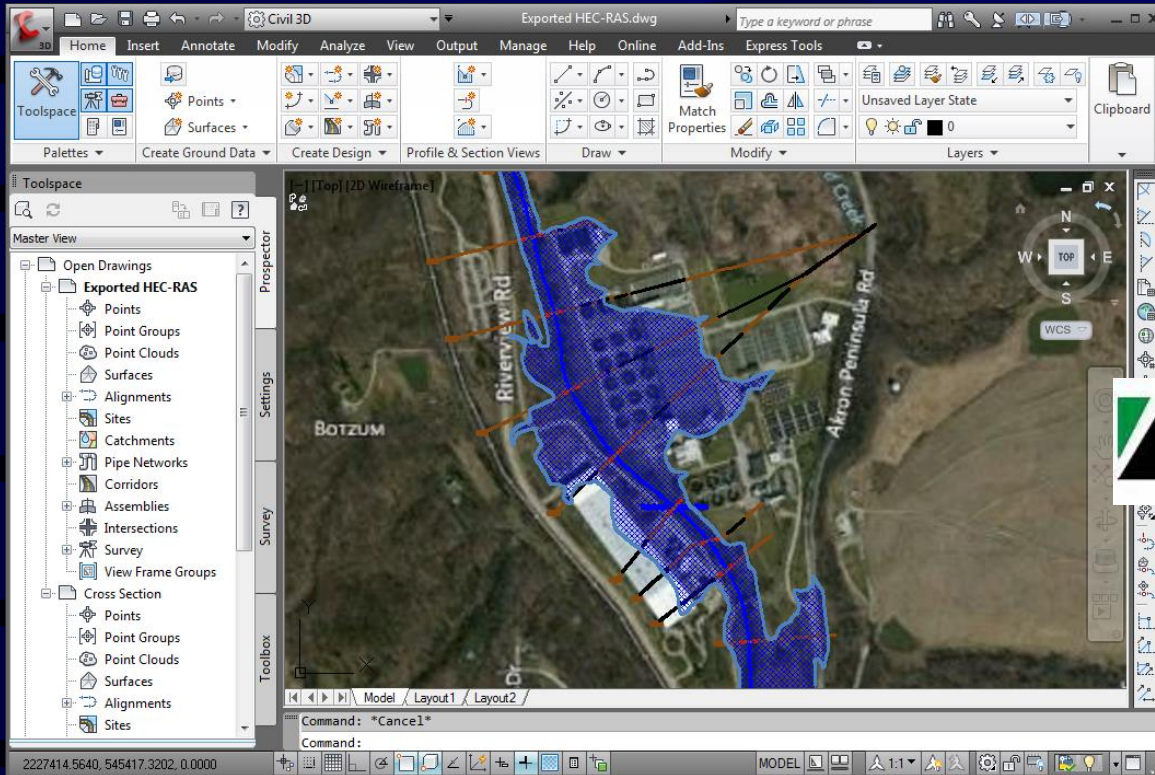 3D
Civil 3D
Exported HEC-RAS.dwg
Type a keyword or phrase
Home Insert Annotate Modify Analyze View Output Manage Help Online Add-Ins Express Tools
Toolspace
Points
Surfaces
Match Properties
Unsaved Layer State
0
Clipboard
Palettes
Create Ground Data
Create Design
Profile & Section Views
Draw
Modify
Layers
Toolspace
Master View
Open Drawings
Exported HEC-RAS
Points
Point Groups
Point Clouds
Surfaces
Alignments
Sites
Catchments
Pipe Networks
Corridors
Assemblies
Intersections
Survey
View Frame Groups
Cross Section
Points
Point Groups
Point Clouds
Surfaces
Alignments
Sites
Prospector
Settings
Survey
Toolbox
[-] [Top] [2D Wireframe]
Creek
Riverview Rd
Akron Peninsula Rd
BOTZUM
Dr
N
W TOP E
S
WCS
Y
X
Model Layout1 Layout2
Command: *Cancel*
Command:
2227414.5640, 545417.3202, 0.0000
MODEL
1:1